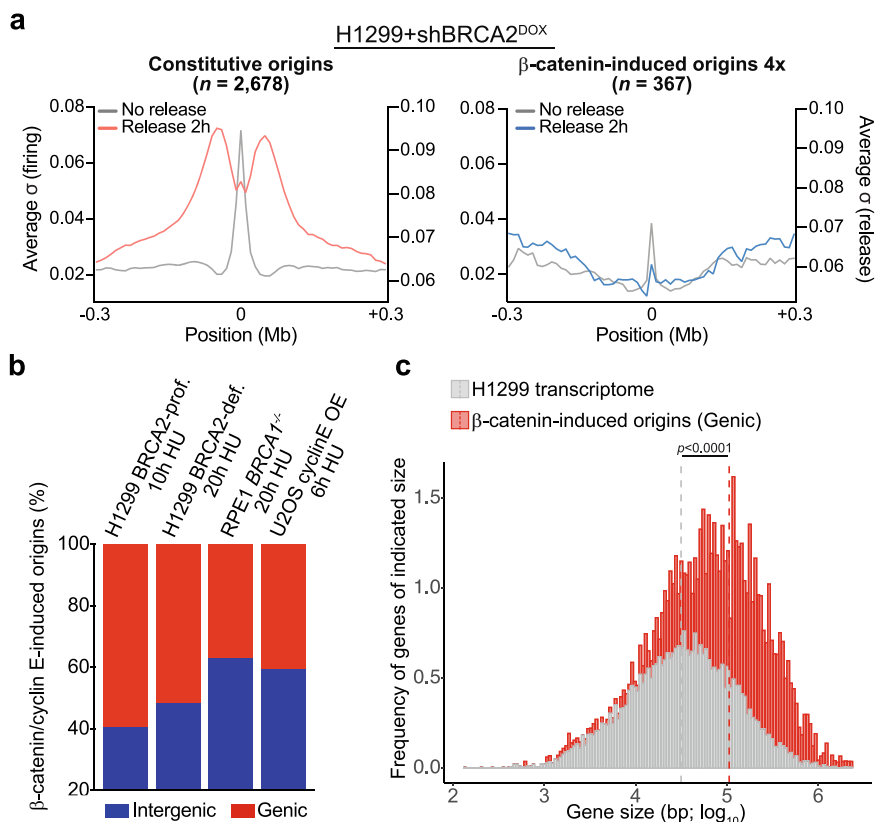 a
H1299+shBRCA2DOX
Constitutive origins
(n = 2,678)
β-catenin-induced origins 4x
(n = 367)
No release
Release 2h
No release
Release 2h
0.08
0.06
0.04
0.02
Average σ (firing)
0.10
0.09
0.08
0.07
0.06
-0.3
0
+0.3
Position (Mb)
0.08
0.06
0.04
0.02
0.10
0.09
0.08
0.07
0.06
Average σ (release)
-0.3
0
+0.3
Position (Mb)
b
H1299 BRCA2-prof.
10h HU
H1299 BRCA2-def.
20h HU
RPE1 BRCA1-/-
20h HU
U2OS cyclinE OE
6h HU
β-catenin/cyclin E-induced origins (%)
100
80
60
40
20
Intergenic
Genic
c
H1299 transcriptome
β-catenin-induced origins (Genic)
p<0,0001
Frequency of genes of indicated size
1.5
1.0
0.5
0.0
2
3
4
5
6
Gene size (bp; log10)